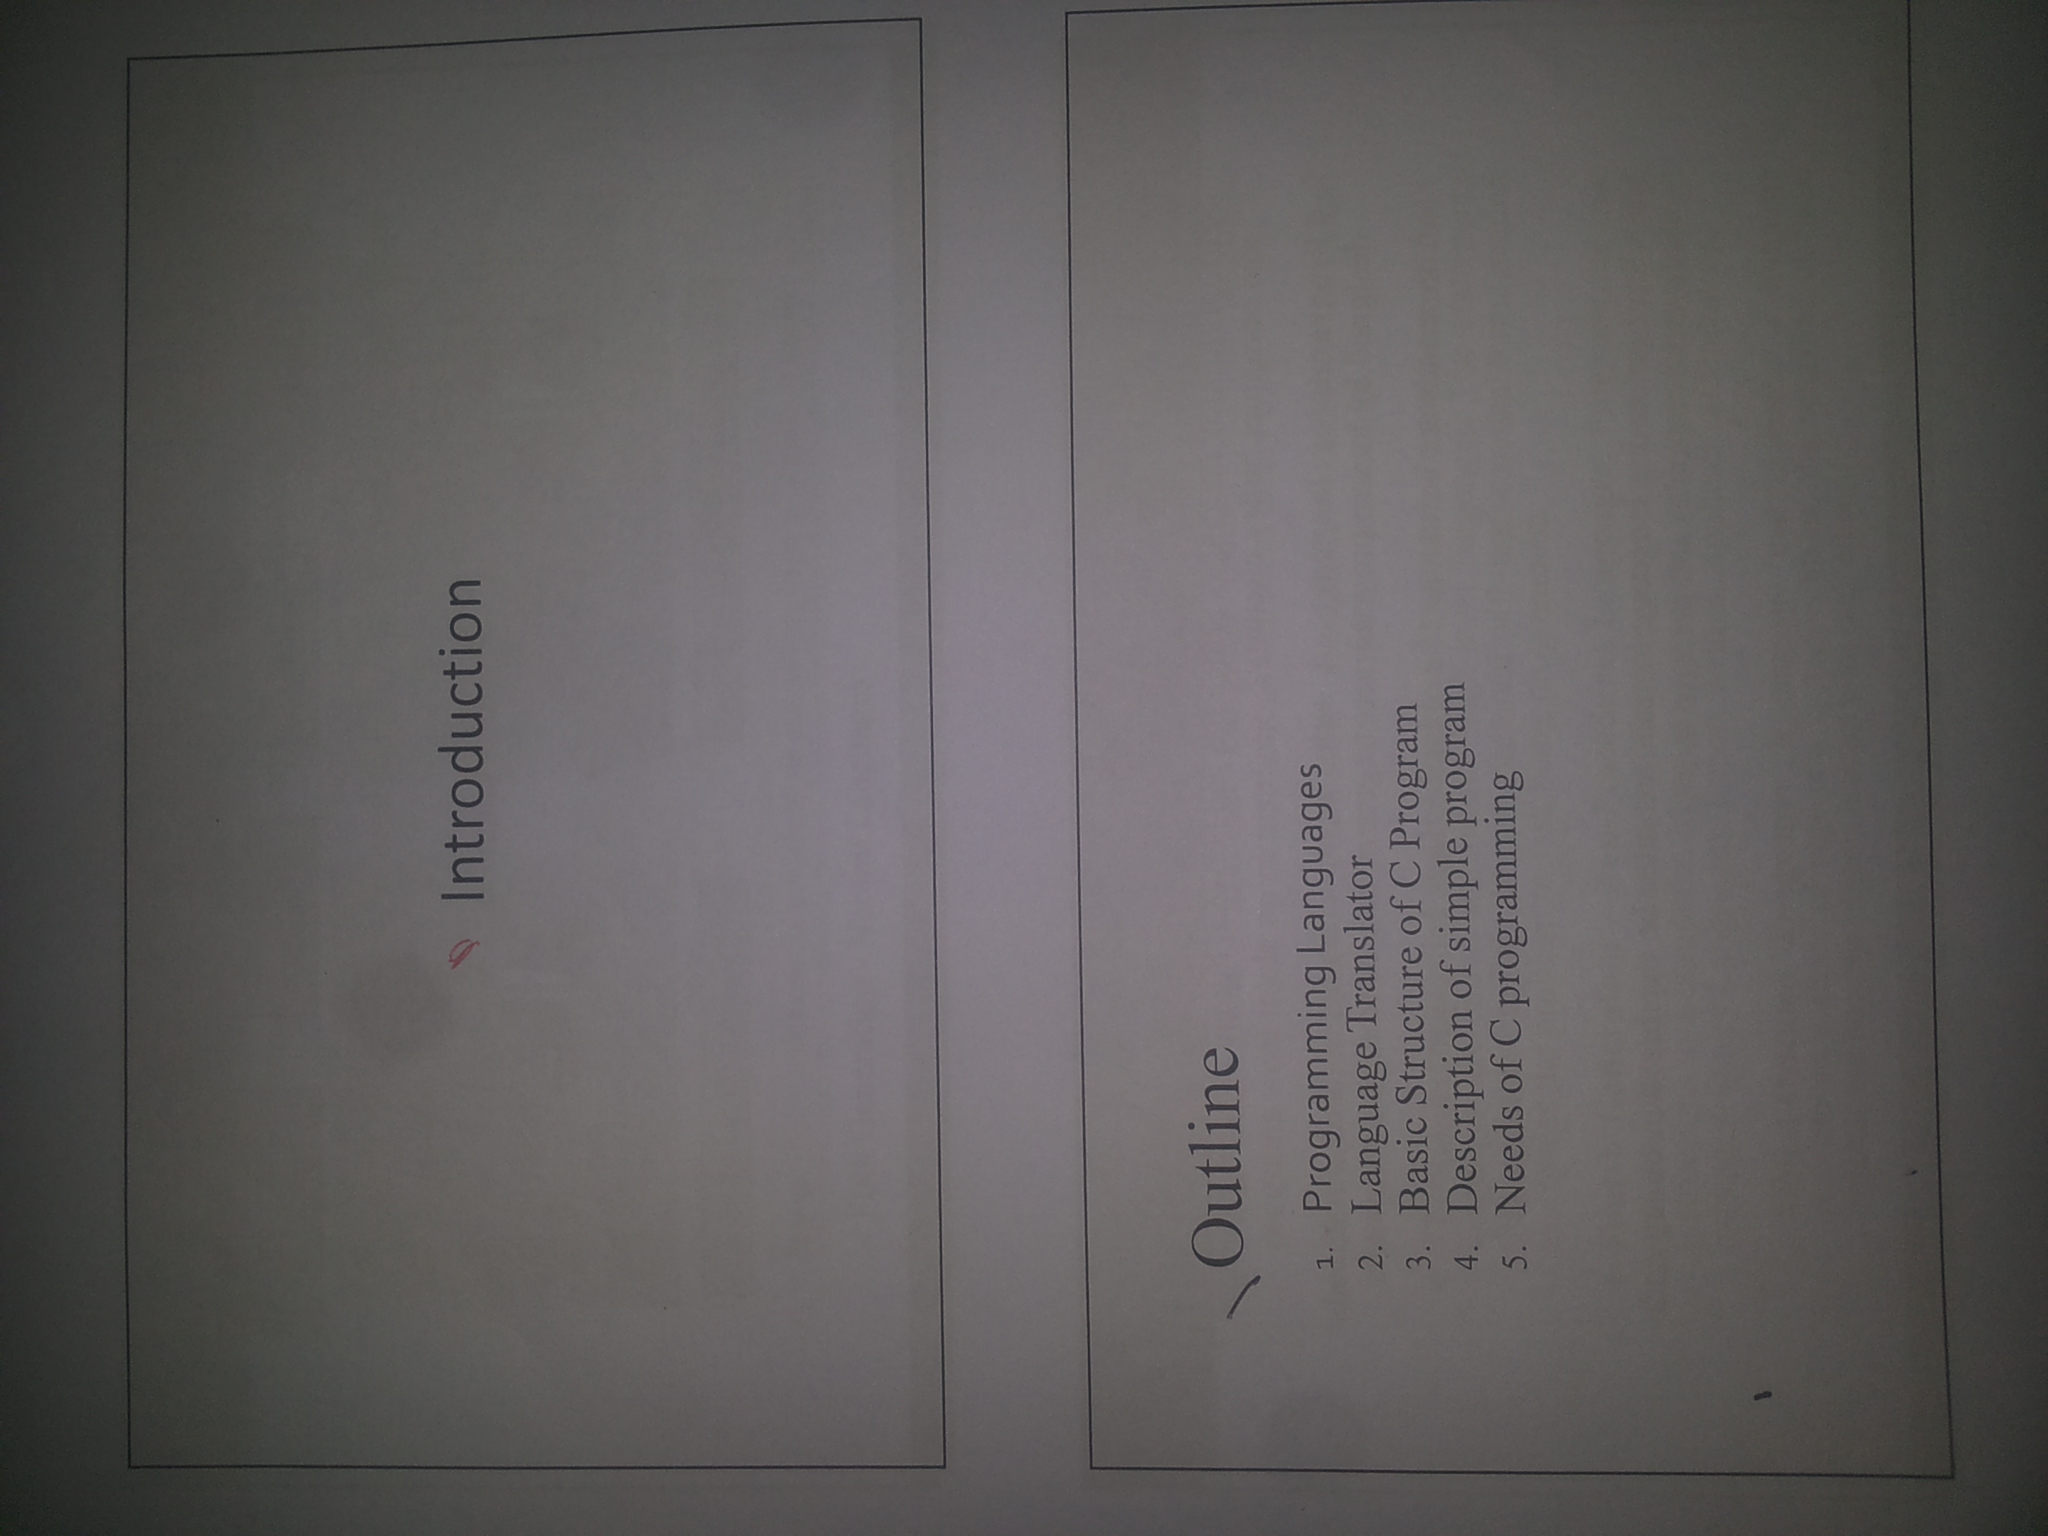 Introduction
Outline
1. Programming Languages
2. Language Translator
3. Basic Structure of C Program
4. Description of simple program
5. Needs of C programming